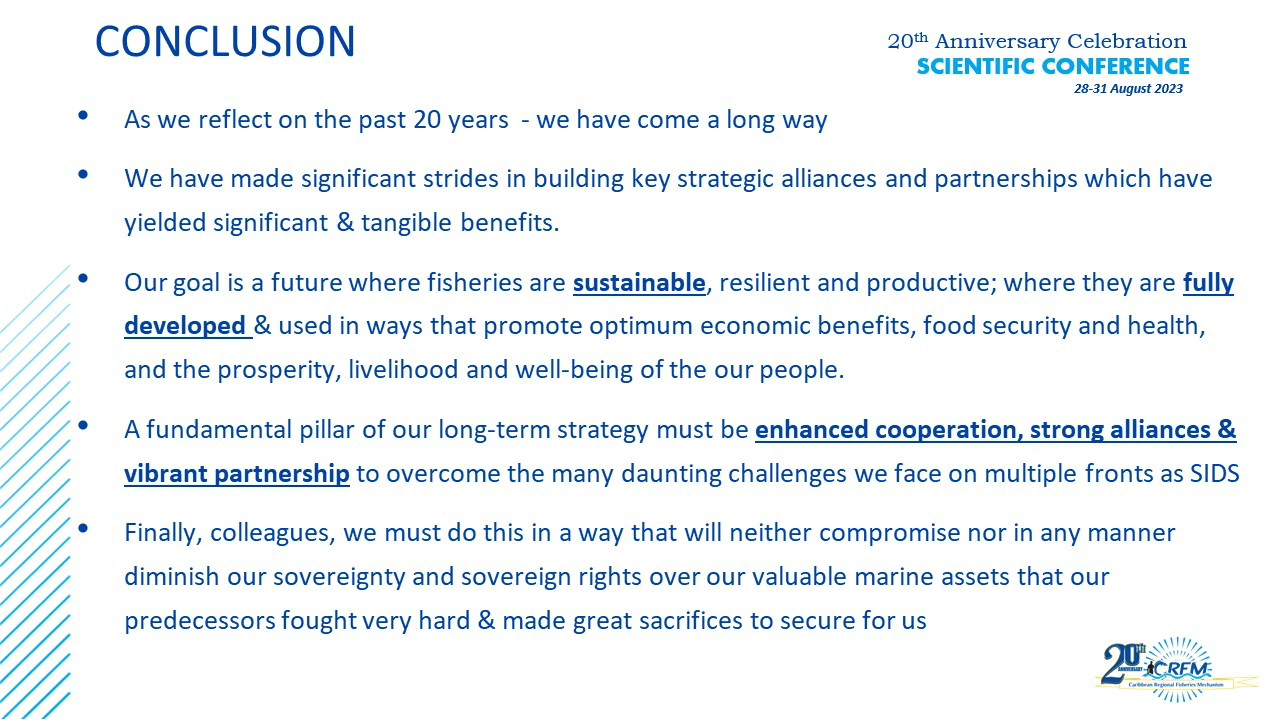 CONCLUSION
20th Anniversary Celebration
SCIENTIFIC CONFERENCE
28-31 August 2023
• As we reflect on the past 20 years - we have come a long way
• We have made significant strides in building key strategic alliances and partnerships which have
yielded significant & tangible benefits.
• Our goal is a future where fisheries are sustainable, resilient and productive; where they are fully
developed & used in ways that promote optimum economic benefits, food security and health,
and the prosperity, livelihood and well-being of the our people.
• A fundamental pillar of our long-term strategy must be enhanced cooperation, strong alliances &
vibrant partnership to overcome the many daunting challenges we face on multiple fronts as SIDS
• Finally, colleagues, we must do this in a way that will neither compromise nor in any manner
diminish our sovereignty and sovereign rights over our valuable marine assets that our
predecessors fought very hard & made great sacrifices to secure for us
20th
ANNIVERSARY
CRFM
Caribbean Regional Fisheries Mechanism